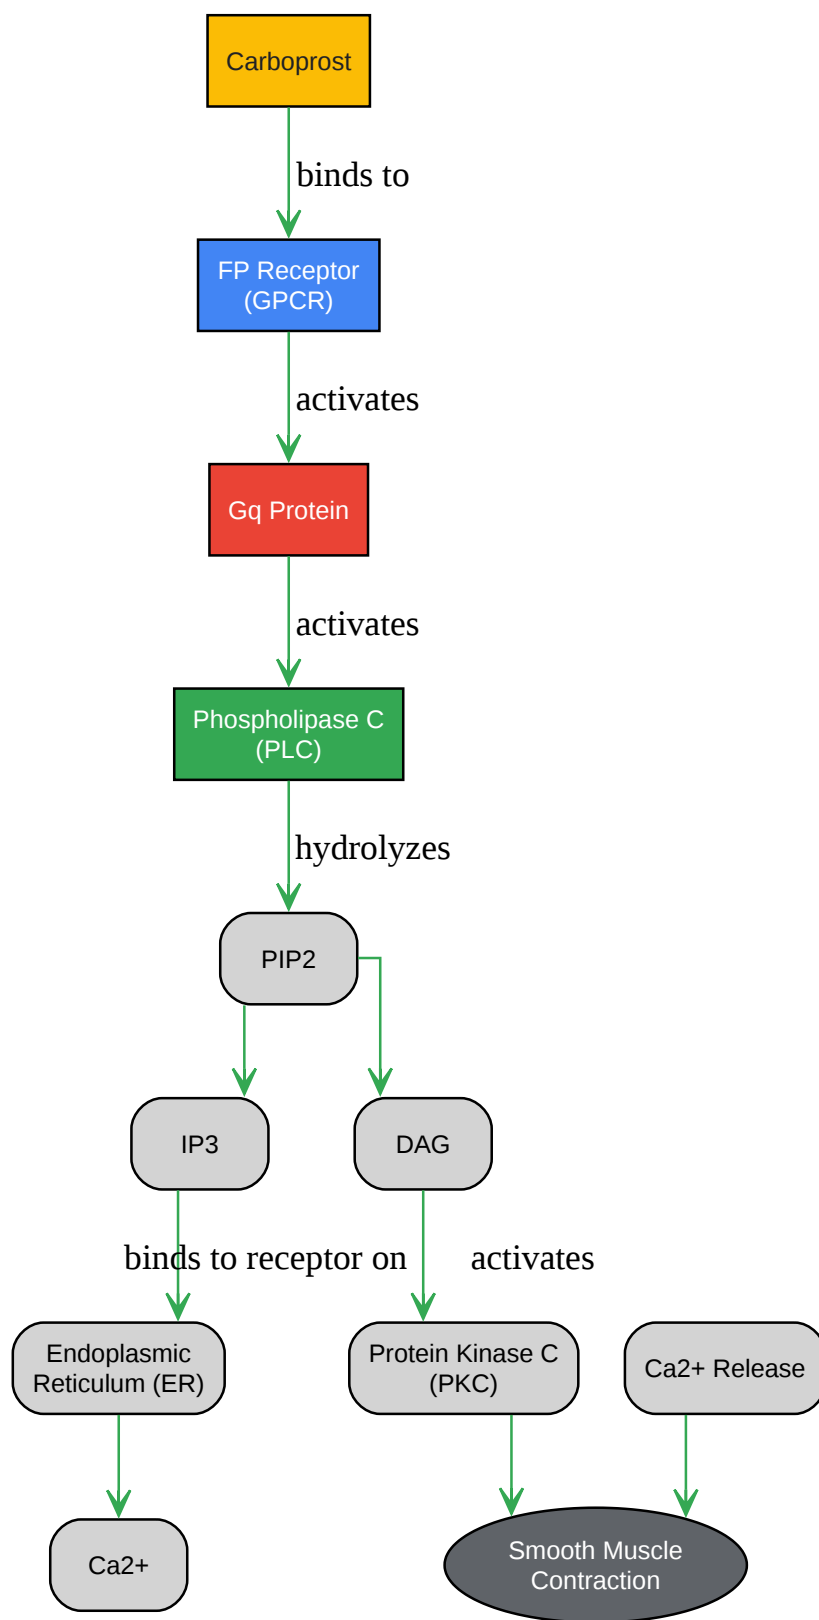 Carboprost
binds to
FP Receptor
(GPCR)
activates
Gq Protein
activates
Phospholipase C
(PLC)
hydrolyzes
PIP2
IP3
DAG
binds to receptor on
activates
Endoplasmic
Reticulum (ER)
Protein Kinase C
(PKC)
Ca2+ Release
Ca2+
Smooth Muscle
Contraction